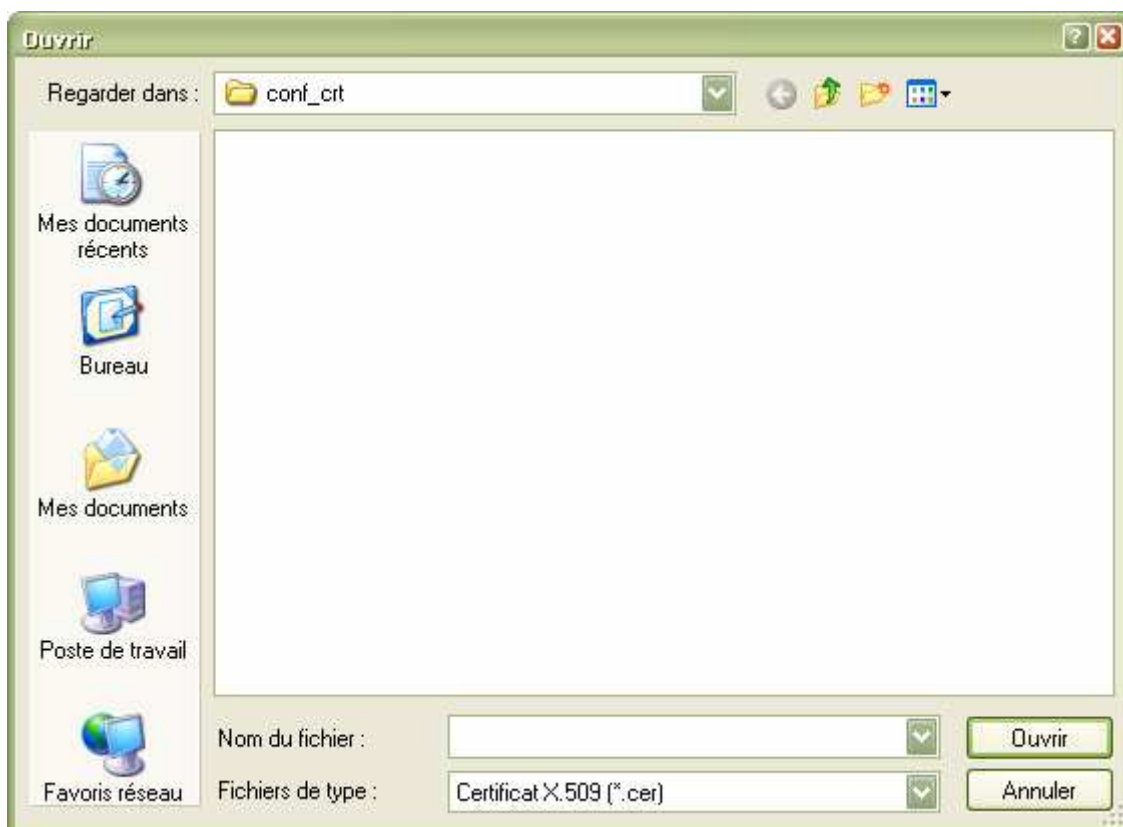 Ouvrir
Regarder dans :
conf_crt
Mes documents
récents
Bureau
Mes documents
Poste de travail
Favoris réseau
Nom du fichier :
Ouvrir
Fichiers de type :
Certificat X.509 (*.cer)
Annuler